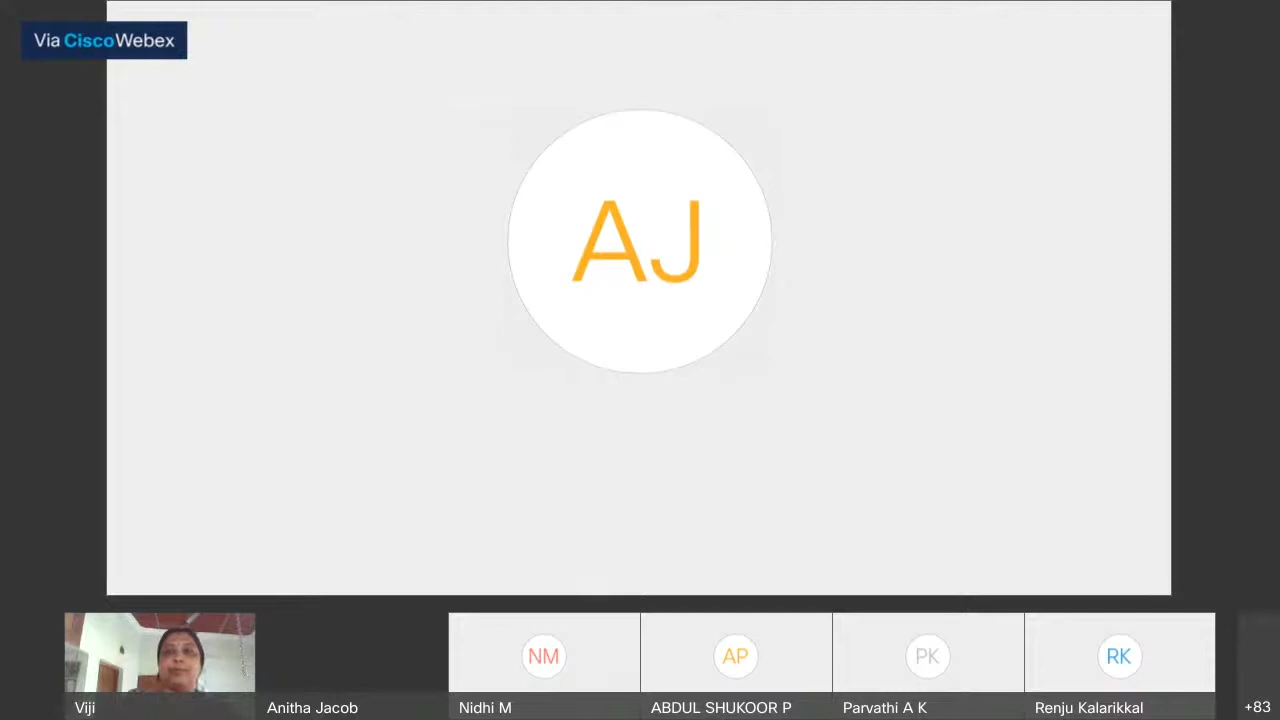 Via CiscoWebex
AJ
NM
AP
PK
RK
Viji
Anitha Jacob
Nidhi M
ABDUL SHUKOOR P
Parvathi A K
Renju Kalarikkal
+83